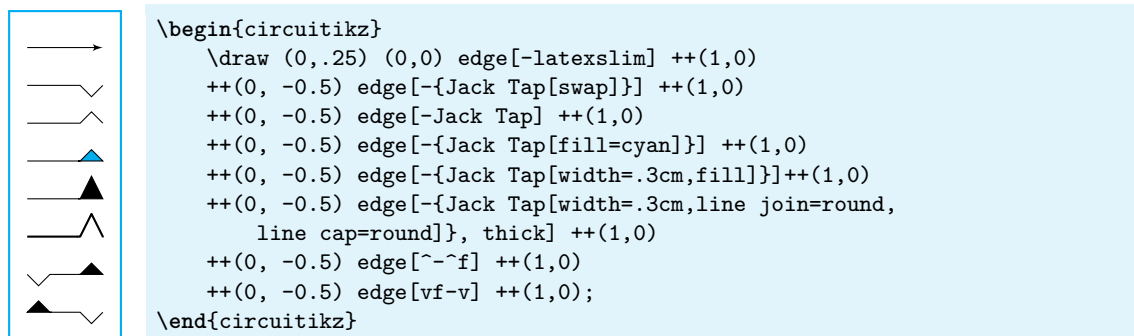 \begin{circuitikz}
    \draw (0,.25) (0,0) edge[-latexslim] ++(1,0)
    ++(0, -0.5) edge[-{Jack Tap[swap]}] ++(1,0)
    ++(0, -0.5) edge[-Jack Tap] ++(1,0)
    ++(0, -0.5) edge[-{Jack Tap[fill=cyan]}] ++(1,0)
    ++(0, -0.5) edge[-{Jack Tap[width=.3cm,fill]}]++(1,0)
    ++(0, -0.5) edge[-{Jack Tap[width=.3cm,line join=round,
        line cap=round]}, thick] ++(1,0)
    ++(0, -0.5) edge[^-^f] ++(1,0)
    ++(0, -0.5) edge[vf-v] ++(1,0);
\end{circuitikz}